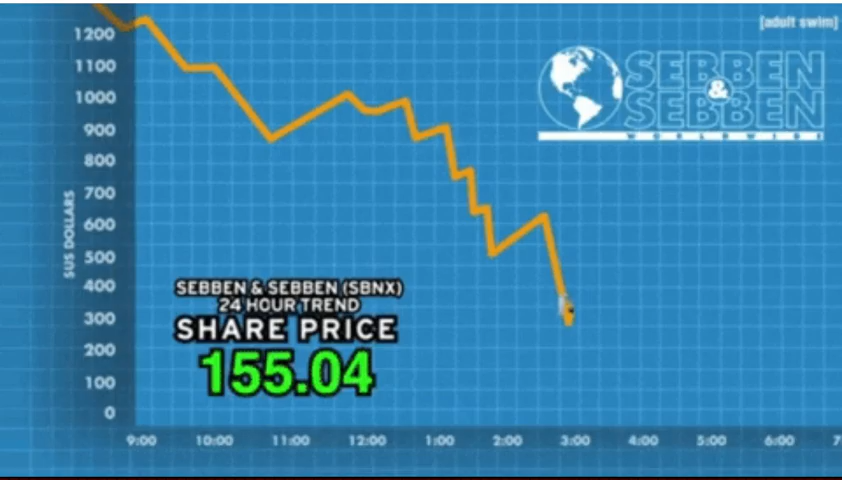 [adult swim]
SEBBEN
&
SEBBEN
WORLDWIDE
1200
1100
1000
900
800
700
600
500
400
300
200
100
0
$US DOLLARS
SEBBEN & SEBBEN (SBNX)
24 HOUR TREND
SHARE PRICE
155.04
9:00 10:00 11:00 12:00 1:00 2:00 3:00 4:00 5:00 6:00 7